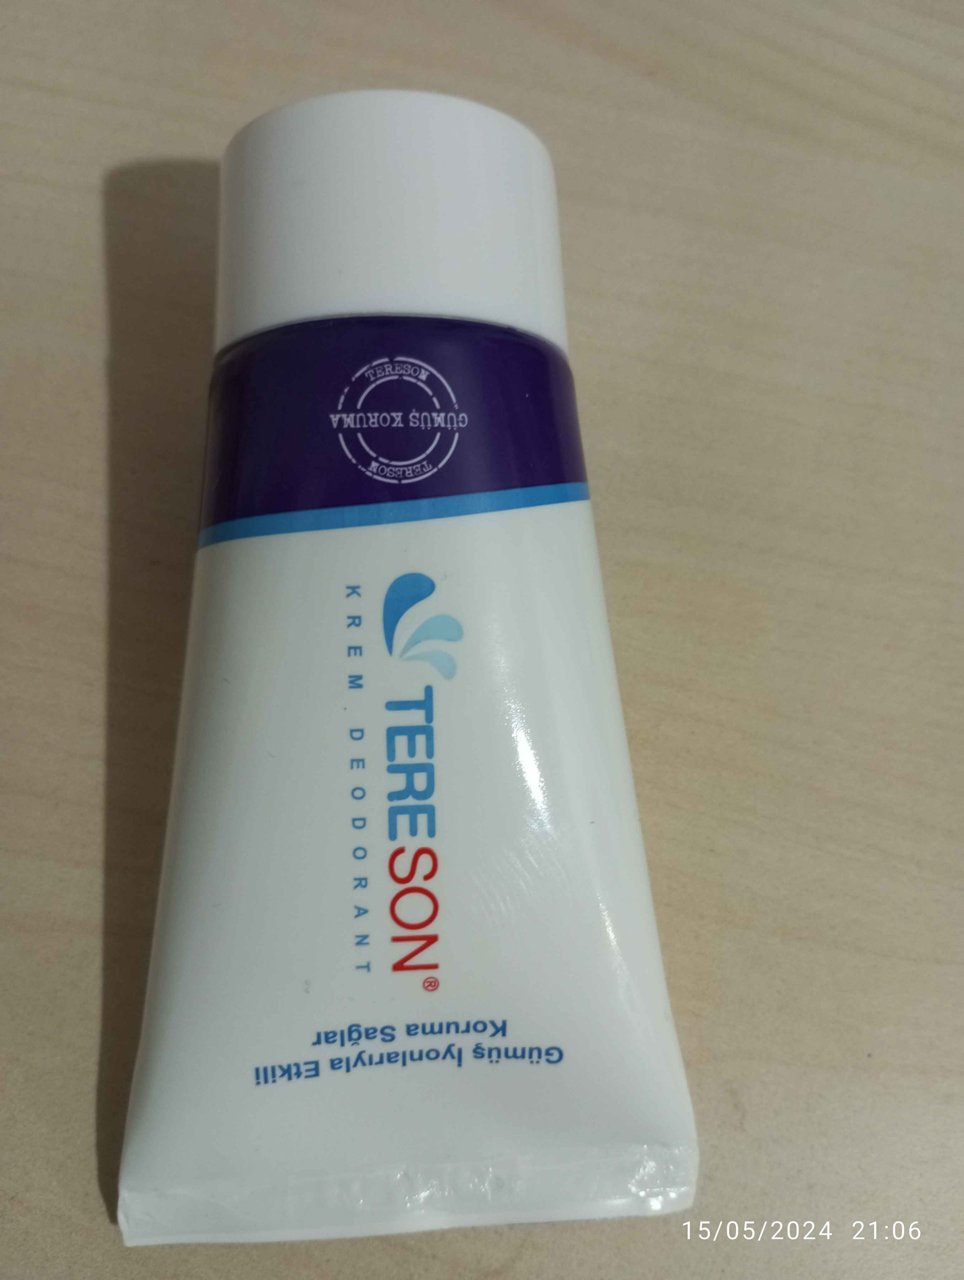 TERESON
GÜMÜŞ KORUMA
TERESON
TERESON®
KREM DEODORANT
Gümüş İyonlarıyla Etkili
Koruma Sağlar
15/05/2024 21:06